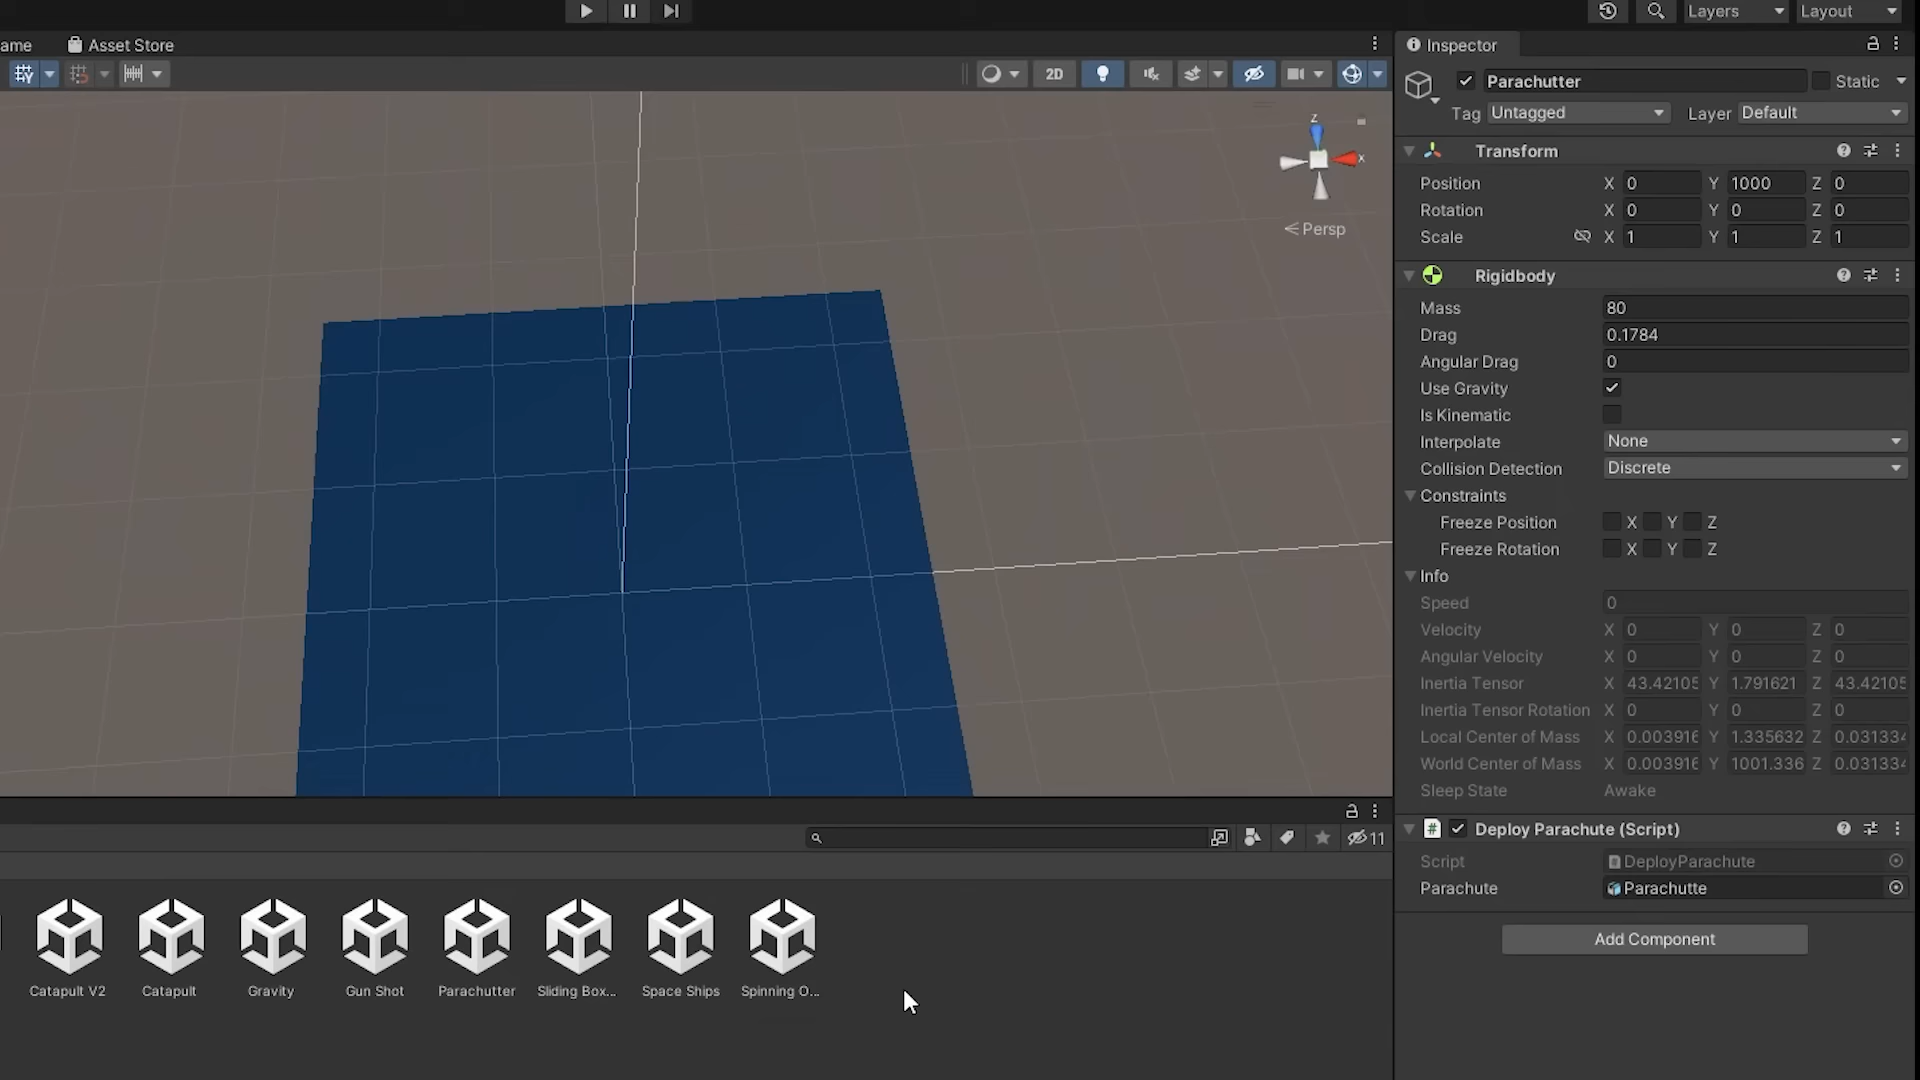 Layers
Layout
ame
Asset Store
Inspector
2D
Parachutter
Static
Tag Untagged Layer Default
Transform
Position X 0 Y 1000 Z 0
Rotation X 0 Y 0 Z 0
Scale X 1 Y 1 Z 1
z
x
Persp
Rigidbody
Mass 80
Drag 0.1784
Angular Drag 0
Use Gravity
Is Kinematic
Interpolate None
Collision Detection Discrete
Constraints
Freeze Position X Y Z
Freeze Rotation X Y Z
Info
Speed 0
Velocity X 0 Y 0 Z 0
Angular Velocity X 0 Y 0 Z 0
Inertia Tensor X 43.42105 Y 1.791621 Z 43.42105
Inertia Tensor Rotation X 0 Y 0 Z 0
Local Center of Mass X 0.003916 Y 1.335632 Z 0.031334
World Center of Mass X 0.003916 Y 1001.336 Z 0.031334
Sleep State Awake
Deploy Parachute (Script)
Script DeployParachute
Parachute Parachutte
Add Component
11
Catapult V2
Catapult
Gravity
Gun Shot
Parachutter
Sliding Box...
Space Ships
Spinning O...